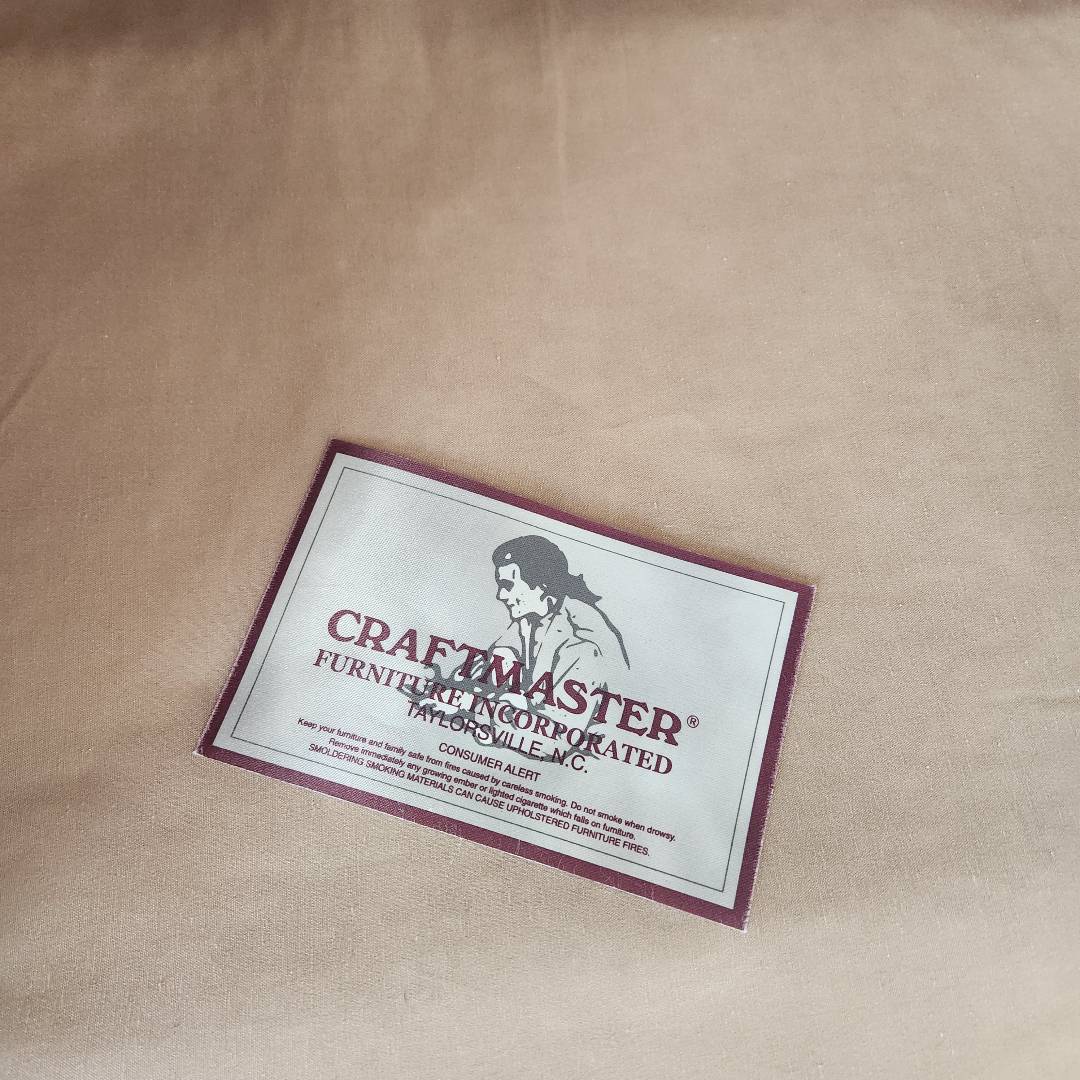 CRAFTMASTER®
FURNITURE INCORPORATED
TAYLORSVILLE, N.C.
CONSUMER ALERT
Keep your furniture and family safe from fires caused by careless smoking. Do not smoke when drowsy.
Remove immediately any growing ember or lighted cigarette which falls on furniture.
SMOLDERING SMOKING MATERIALS CAN CAUSE UPHOLSTERED FURNITURE FIRES.